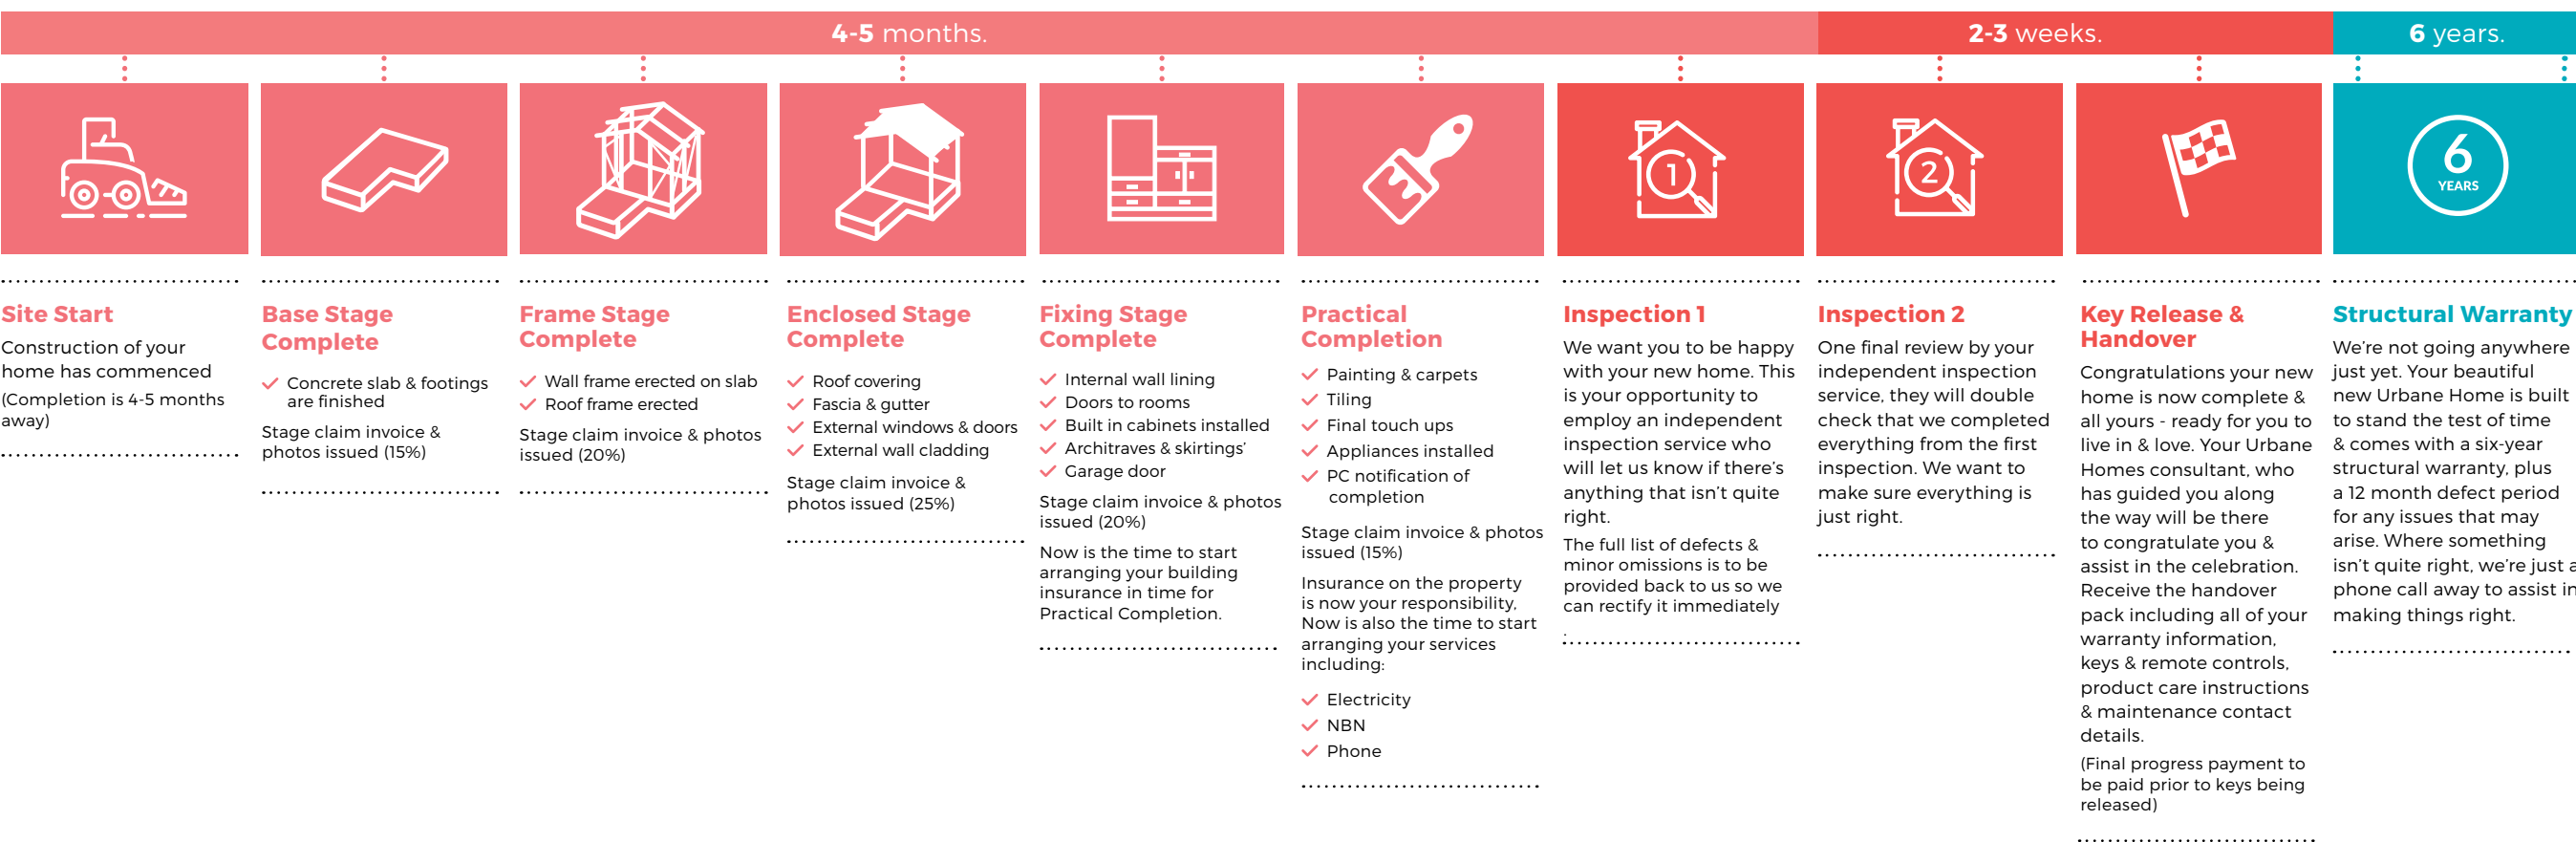 4-5 months.
2-3 weeks.
6 years.
1
2
6
YEARS
Site Start
Construction of your
home has commenced
(Completion is 4-5 months
away)
Base Stage
Complete
Concrete slab & footings
are finished
Stage claim invoice &
photos issued (15%)
Frame Stage
Complete
Wall frame erected on slab
Roof frame erected
Stage claim invoice & photos
issued (20%)
Enclosed Stage
Complete
Roof covering
Fascia & gutter
External windows & doors
External wall cladding
Stage claim invoice &
photos issued (25%)
Fixing Stage
Complete
Internal wall lining
Doors to rooms
Built in cabinets installed
Architraves & skirtings’
Garage door
Stage claim invoice & photos
issued (20%)
Now is the time to start
arranging your building
insurance in time for
Practical Completion.
Practical
Completion
Painting & carpets
Tiling
Final touch ups
Appliances installed
PC notification of
completion
Stage claim invoice & photos
issued (15%)
Insurance on the property
is now your responsibility,
Now is also the time to start
arranging your services
including:
Electricity
NBN
Phone
Inspection 1
We want you to be happy
with your new home. This
is your opportunity to
employ an independent
inspection service who
will let us know if there’s
anything that isn’t quite
right.
The full list of defects &
minor omissions is to be
provided back to us so we
can rectify it immediately
.
Inspection 2
One final review by your
independent inspection
service, they will double
check that we completed
everything from the first
inspection. We want to
make sure everything is
just right.
Key Release &
Handover
Congratulations your new
home is now complete &
all yours - ready for you to
live in & love. Your Urbane
Homes consultant, who
has guided you along
the way will be there
to congratulate you &
assist in the celebration.
Receive the handover
pack including all of your
warranty information,
keys & remote controls,
product care instructions
& maintenance contact
details.
(Final progress payment to
be paid prior to keys being
released)
Structural Warranty
We’re not going anywhere
just yet. Your beautiful
new Urbane Home is built
to stand the test of time
& comes with a six-year
structural warranty, plus
a 12 month defect period
for any issues that may
arise. Where something
isn’t quite right, we’re just a
phone call away to assist in
making things right.